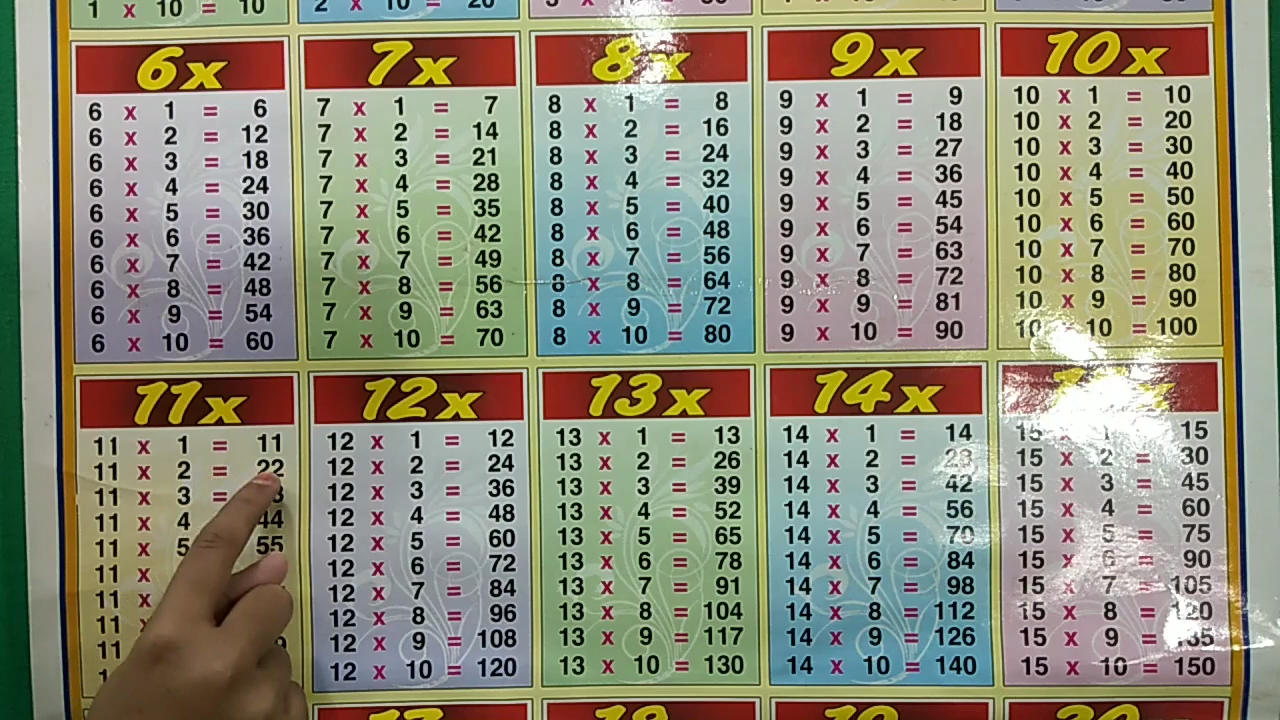 1 x 10 = 10
2 x 10 = 20
6x
6 x 1 = 6
6 x 2 = 12
6 x 3 = 18
6 x 4 = 24
6 x 5 = 30
6 x 6 = 36
6 x 7 = 42
6 x 8 = 48
6 x 9 = 54
6 x 10 = 60
7x
7 x 1 = 7
7 x 2 = 14
7 x 3 = 21
7 x 4 = 28
7 x 5 = 35
7 x 6 = 42
7 x 7 = 49
7 x 8 = 56
7 x 9 = 63
7 x 10 = 70
8x
8 x 1 = 8
8 x 2 = 16
8 x 3 = 24
8 x 4 = 32
8 x 5 = 40
8 x 6 = 48
8 x 7 = 56
8 x 8 = 64
8 x 9 = 72
8 x 10 = 80
9x
9 x 1 = 9
9 x 2 = 18
9 x 3 = 27
9 x 4 = 36
9 x 5 = 45
9 x 6 = 54
9 x 7 = 63
9 x 8 = 72
9 x 9 = 81
9 x 10 = 90
10x
10 x 1 = 10
10 x 2 = 20
10 x 3 = 30
10 x 4 = 40
10 x 5 = 50
10 x 6 = 60
10 x 7 = 70
10 x 8 = 80
10 x 9 = 90
10 x 10 = 100
11x
11 x 1 = 11
11 x 2 = 22
11 x 3 =
11 x 4 44
11 x 5 55
11 x
11 x
11
11
12x
12 x 1 = 12
12 x 2 = 24
12 x 3 = 36
12 x 4 = 48
12 x 5 = 60
12 x 6 = 72
12 x 7 = 84
12 x 8 = 96
12 x 9 = 108
12 x 10 = 120
13x
13 x 1 = 13
13 x 2 = 26
13 x 3 = 39
13 x 4 = 52
13 x 5 = 65
13 x 6 = 78
13 x 7 = 91
13 x 8 = 104
13 x 9 = 117
13 x 10 = 130
14x
14 x 1 = 14
14 x 2 = 28
14 x 3 = 42
14 x 4 = 56
14 x 5 = 70
14 x 6 = 84
14 x 7 = 98
14 x 8 = 112
14 x 9 = 126
14 x 10 = 140
15 x 1 15
15 x 2 = 30
15 x 3 = 45
15 x 4 = 60
15 x 5 = 75
15 x 6 = 90
15 x 7 = 105
15 x 8 = 120
15 x 9 = 135
15 x 10 = 150